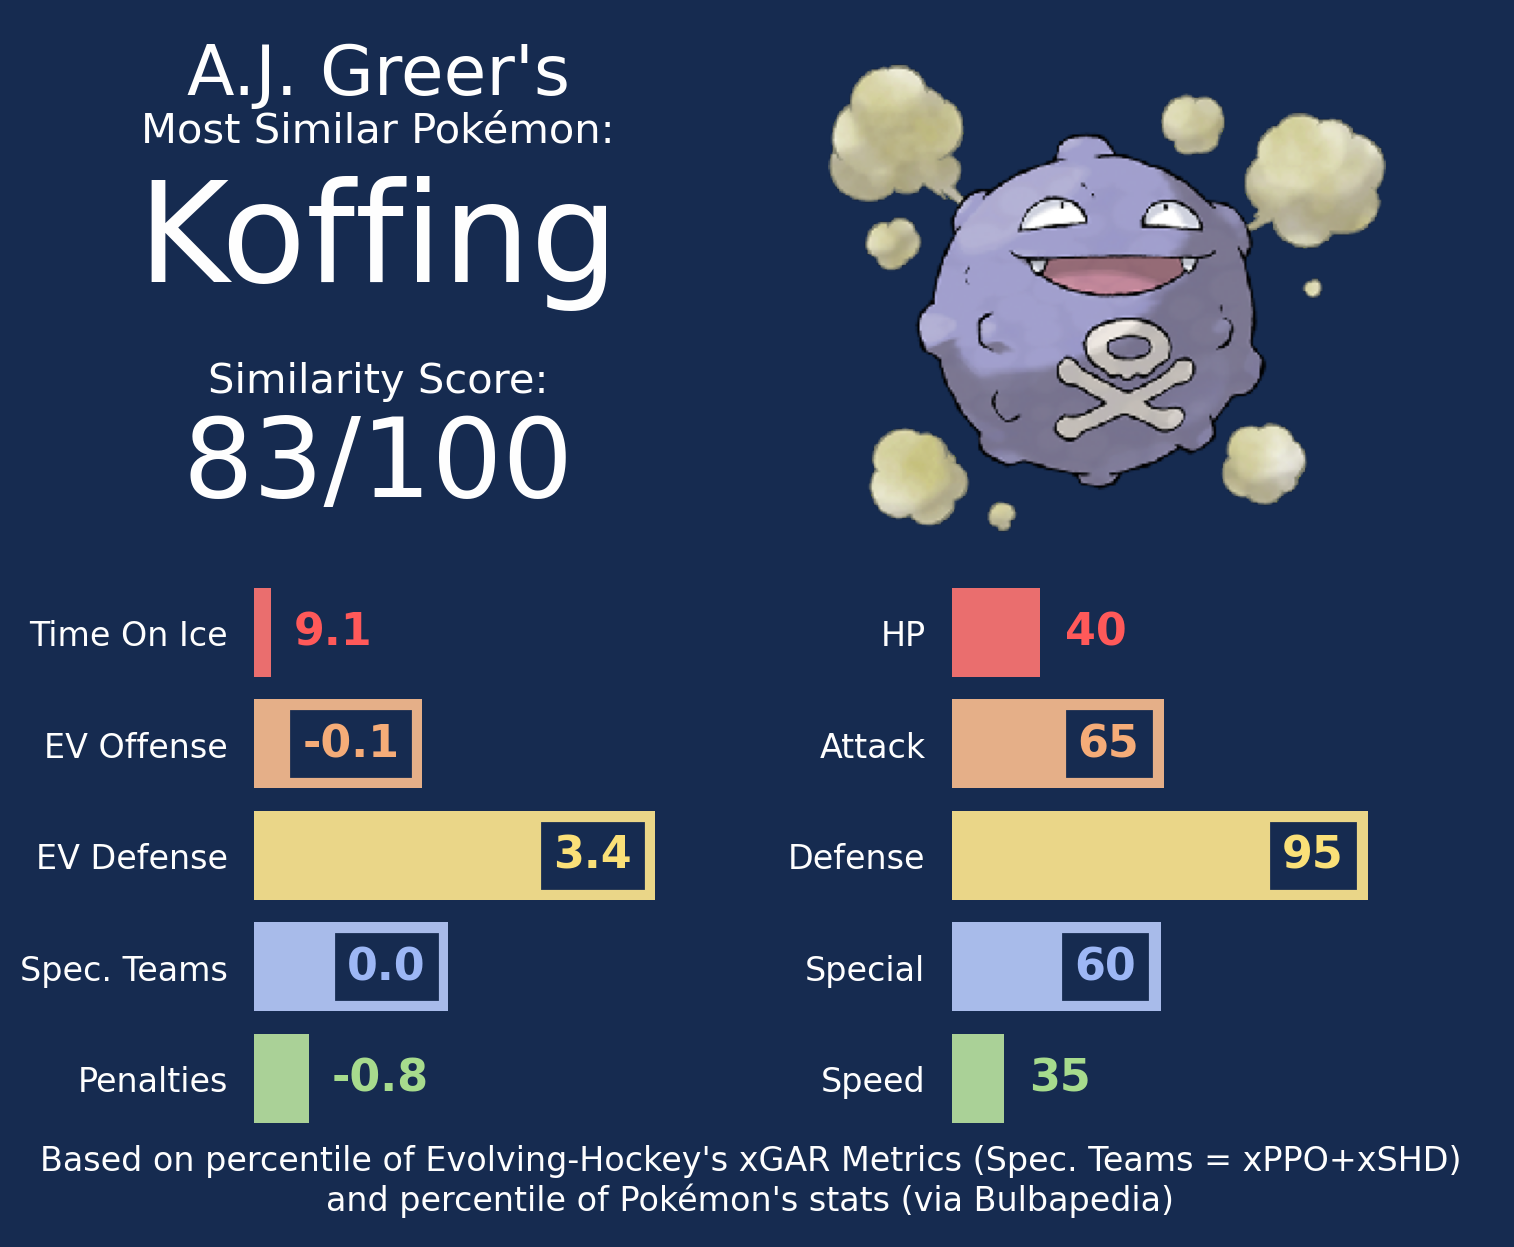 A.J. Greer's
Most Similar Pokémon:
Koffing
Similarity Score:
83/100
Time On Ice 9.1
EV Offense -0.1
EV Defense 3.4
Spec. Teams 0.0
Penalties -0.8
HP 40
Attack 65
Defense 95
Special 60
Speed 35
Based on percentile of Evolving-Hockey's xGAR Metrics (Spec. Teams = xPPO+xSHD)
and percentile of Pokémon's stats (via Bulbapedia)